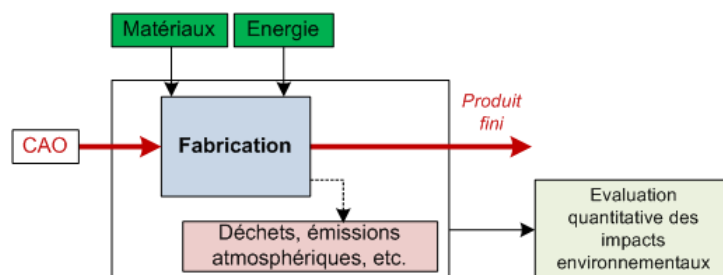 Matériaux
Energie
Produit
fini
CAO
Fabrication
Déchets, émissions
atmosphériques, etc.
Evaluation
quantitative des
impacts
environnementaux